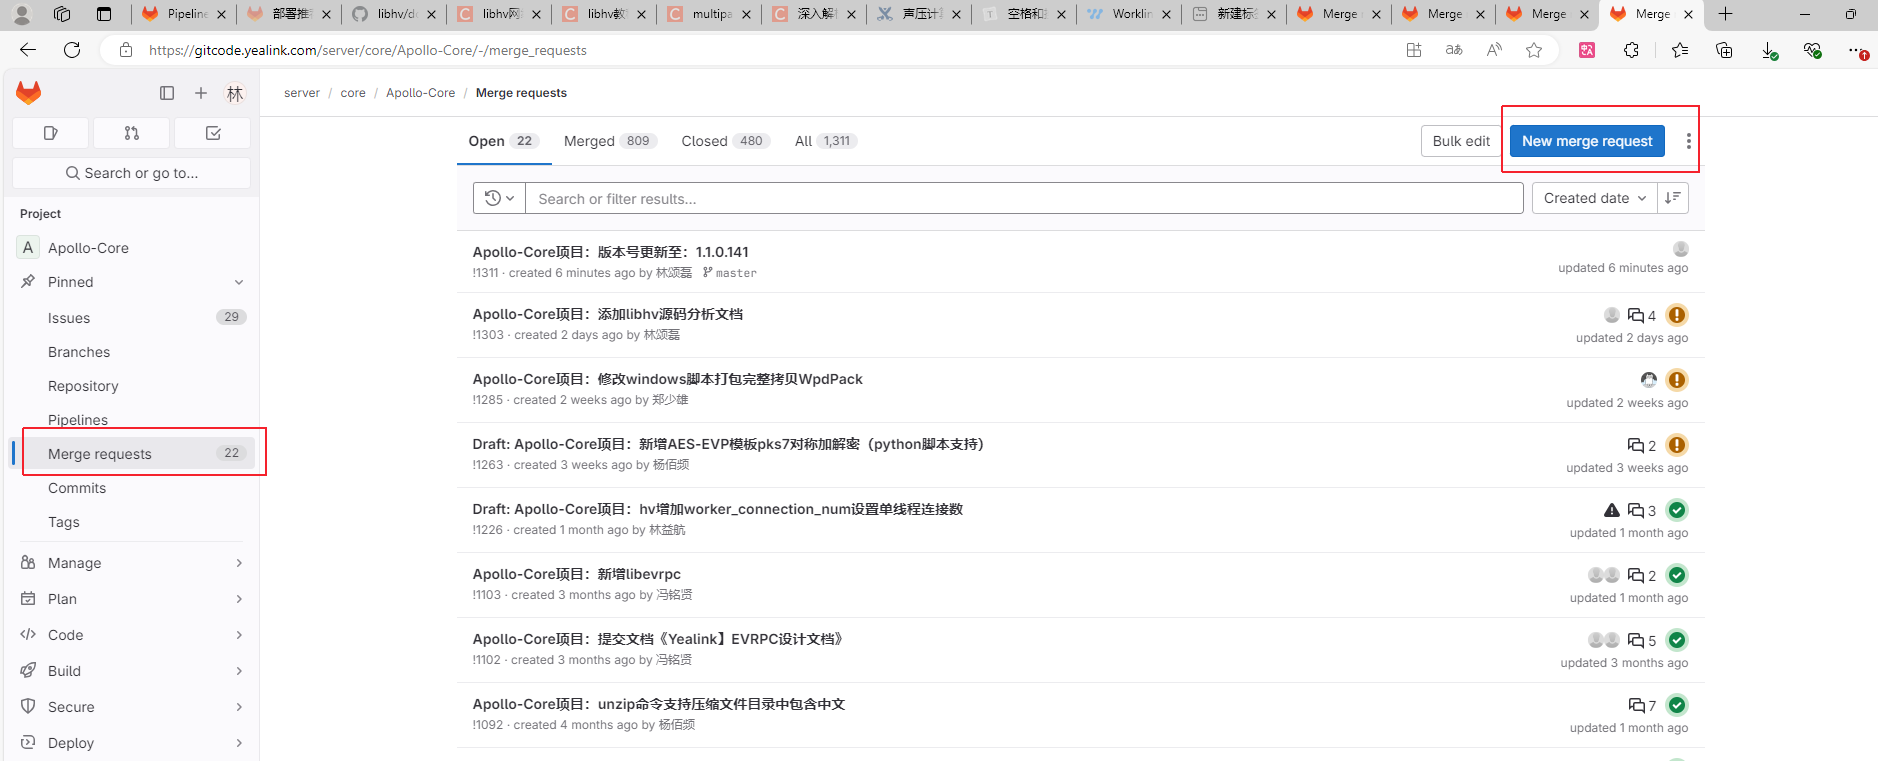 Pipeline
部署推
libhv/d
libhv网
libhv教
multipa
深入解
声压计
空格和
Worklin
新建标
Merge
Merge
Merge
Merge
https://gitcode.yealink.com/server/core/Apollo-Core/-/merge_requests
林
server / core / Apollo-Core / Merge requests
Open 22 Merged 809 Closed 480 All 1,311 Bulk edit New merge request
Search or go to...
Search or filter results...
Created date
Project
A Apollo-Core
Pinned
Issues 29
Branches
Repository
Pipelines
Merge requests 22
Commits
Tags
Manage
Plan
Code
Build
Secure
Deploy
Apollo-Core项目：版本号更新至：1.1.0.141
!1311 · created 6 minutes ago by 林颂磊 master
updated 6 minutes ago
Apollo-Core项目：添加libhv源码分析文档
4
!1303 · created 2 days ago by 林颂磊
updated 2 days ago
Apollo-Core项目：修改windows脚本打包完整拷贝WpdPack
!1285 · created 2 weeks ago by 郑少雄
updated 2 weeks ago
Draft: Apollo-Core项目：新增AES-EVP模板pks7对称加解密（python脚本支持）
2
!1263 · created 3 weeks ago by 杨佰频
updated 3 weeks ago
Draft: Apollo-Core项目：hv增加worker_connection_num设置单线程连接数
3
!1226 · created 1 month ago by 林益航
updated 1 month ago
Apollo-Core项目：新增libevrpc
2
!1103 · created 3 months ago by 冯铭贤
updated 1 month ago
Apollo-Core项目：提交文档《Yealink】EVRPC设计文档》
5
!1102 · created 3 months ago by 冯铭贤
updated 3 months ago
Apollo-Core项目：unzip命令支持压缩文件目录中包含中文
7
!1092 · created 4 months ago by 杨佰频
updated 1 month ago